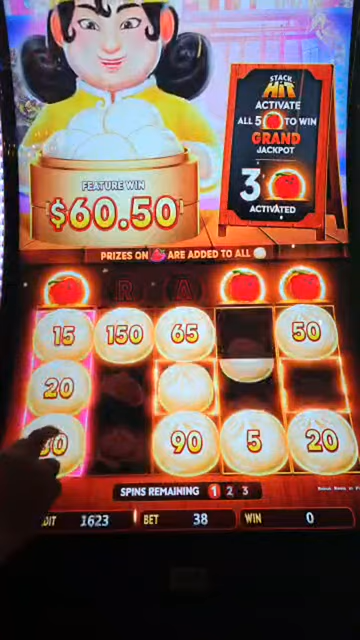 STACK
HIT
ACTIVATE
ALL 5 TO WIN
GRAND
JACKPOT
3
ACTIVATED
FEATURE WIN
$60.50
PRIZES ON ARE ADDED TO ALL
R A
15 150 65 50
20
90 5 20
SPINS REMAINING 1 2 3
1623 BET 38 WIN 0